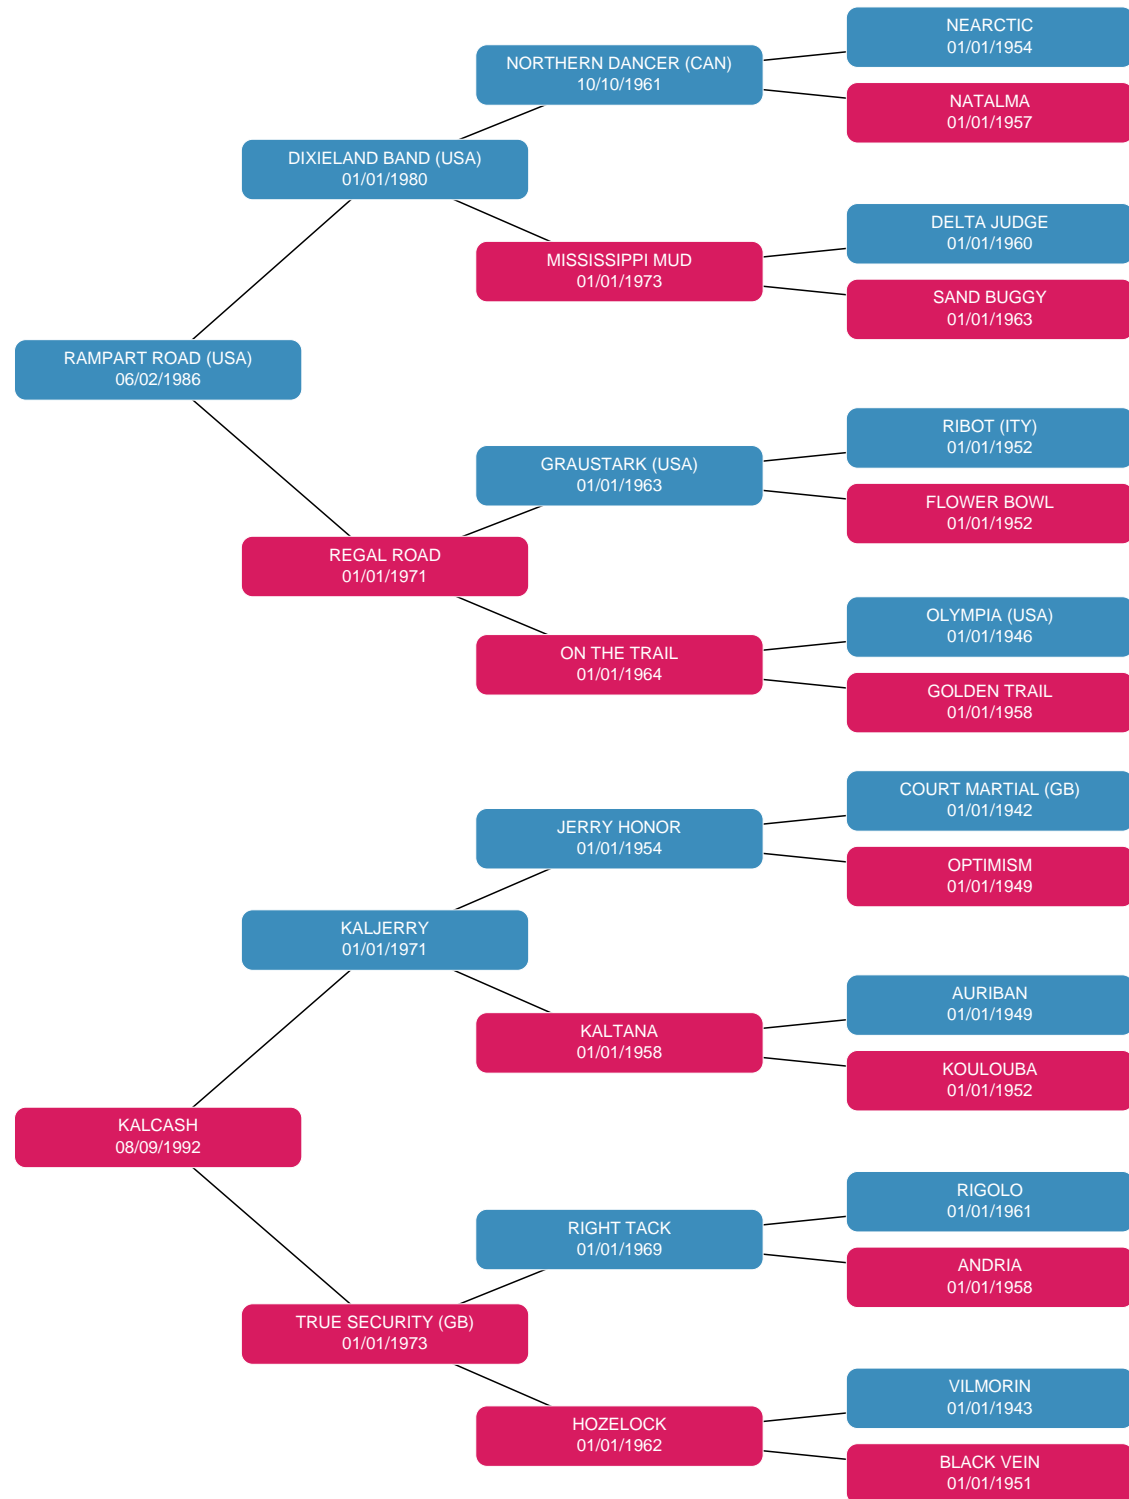 NEARCTIC
01/01/1954
NORTHERN DANCER (CAN)
10/10/1961
NATALMA
01/01/1957
DIXIELAND BAND (USA)
01/01/1980
DELTA JUDGE
01/01/1960
MISSISSIPPI MUD
01/01/1973
SAND BUGGY
01/01/1963
RAMPART ROAD (USA)
06/02/1986
RIBOT (ITY)
01/01/1952
GRAUSTARK (USA)
01/01/1963
FLOWER BOWL
01/01/1952
REGAL ROAD
01/01/1971
OLYMPIA (USA)
01/01/1946
ON THE TRAIL
01/01/1964
GOLDEN TRAIL
01/01/1958
COURT MARTIAL (GB)
01/01/1942
JERRY HONOR
01/01/1954
OPTIMISM
01/01/1949
KALJERRY
01/01/1971
AURIBAN
01/01/1949
KALTANA
01/01/1958
KOULOUBA
01/01/1952
KALCASH
08/09/1992
RIGOLO
01/01/1961
RIGHT TACK
01/01/1969
ANDRIA
01/01/1958
TRUE SECURITY (GB)
01/01/1973
VILMORIN
01/01/1943
HOZELOCK
01/01/1962
BLACK VEIN
01/01/1951